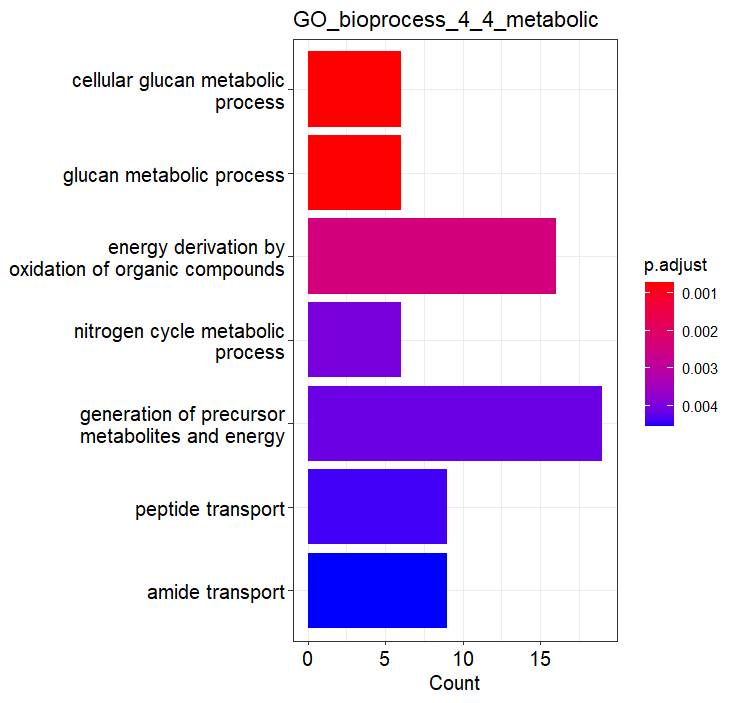 GO_bioprocess_4_4_metabolic
cellular glucan metabolic
process
glucan metabolic process
energy derivation by
oxidation of organic compounds
nitrogen cycle metabolic
process
generation of precursor
metabolites and energy
peptide transport
amide transport
0 5 10 15
Count
p.adjust
0.001
0.002
0.003
0.004